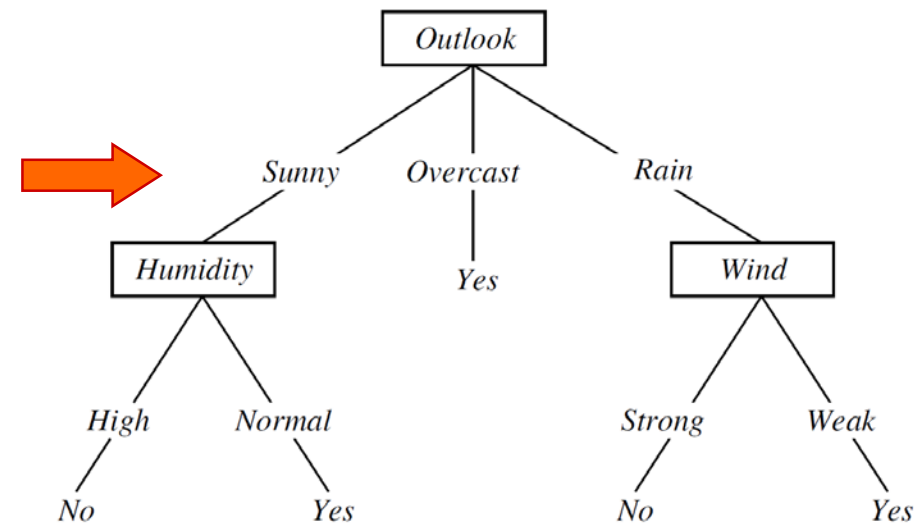 Outlook
Sunny Overcast Rain
Humidity Yes Wind
High Normal Strong Weak
No Yes No Yes